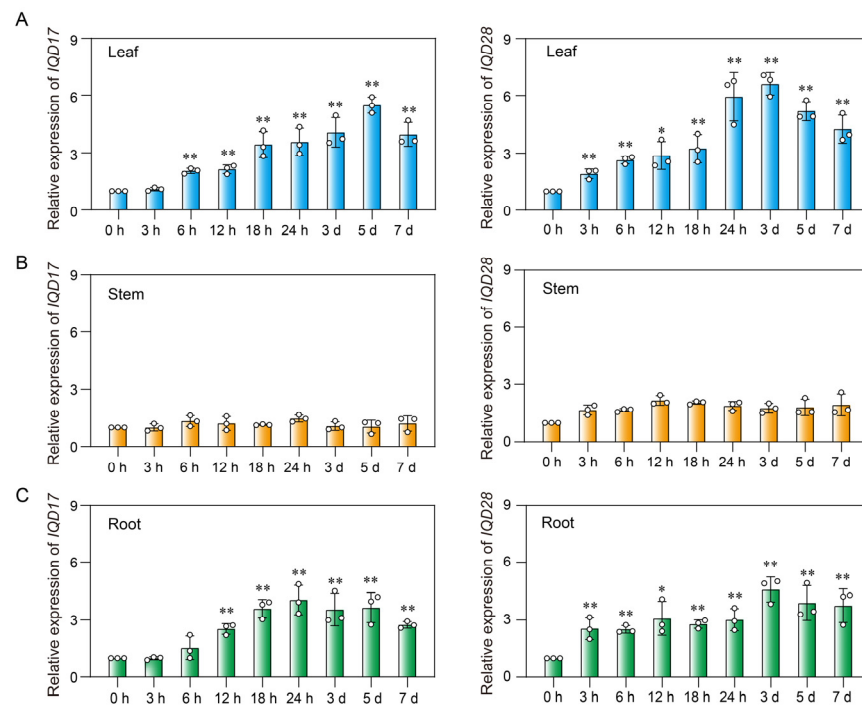 A
Relative expression of IQD17
Leaf
9
6
3
0
** ** ** ** ** ** **
0 h 3 h 6 h 12 h 18 h 24 h 3 d 5 d 7 d
Relative expression of IQD28
Leaf
9
6
3
0
** ** * ** ** ** ** **
0 h 3 h 6 h 12 h 18 h 24 h 3 d 5 d 7 d
B
Relative expression of IQD17
Stem
9
6
3
0
0 h 3 h 6 h 12 h 18 h 24 h 3 d 5 d 7 d
Relative expression of IQD28
Stem
9
6
3
0
0 h 3 h 6 h 12 h 18 h 24 h 3 d 5 d 7 d
C
Relative expression of IQD17
Root
9
6
3
0
** ** ** ** ** **
0 h 3 h 6 h 12 h 18 h 24 h 3 d 5 d 7 d
Relative expression of IQD28
Root
9
6
3
0
** ** * ** ** ** ** **
0 h 3 h 6 h 12 h 18 h 24 h 3 d 5 d 7 d